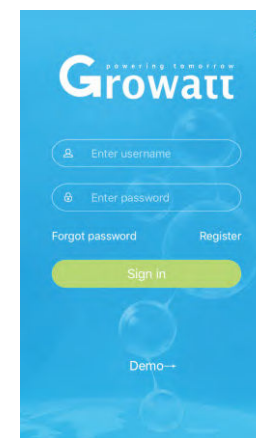 powering tomorrow
Growatt
Enter username
Enter password
Forgot password Register
Sign in
Demo→